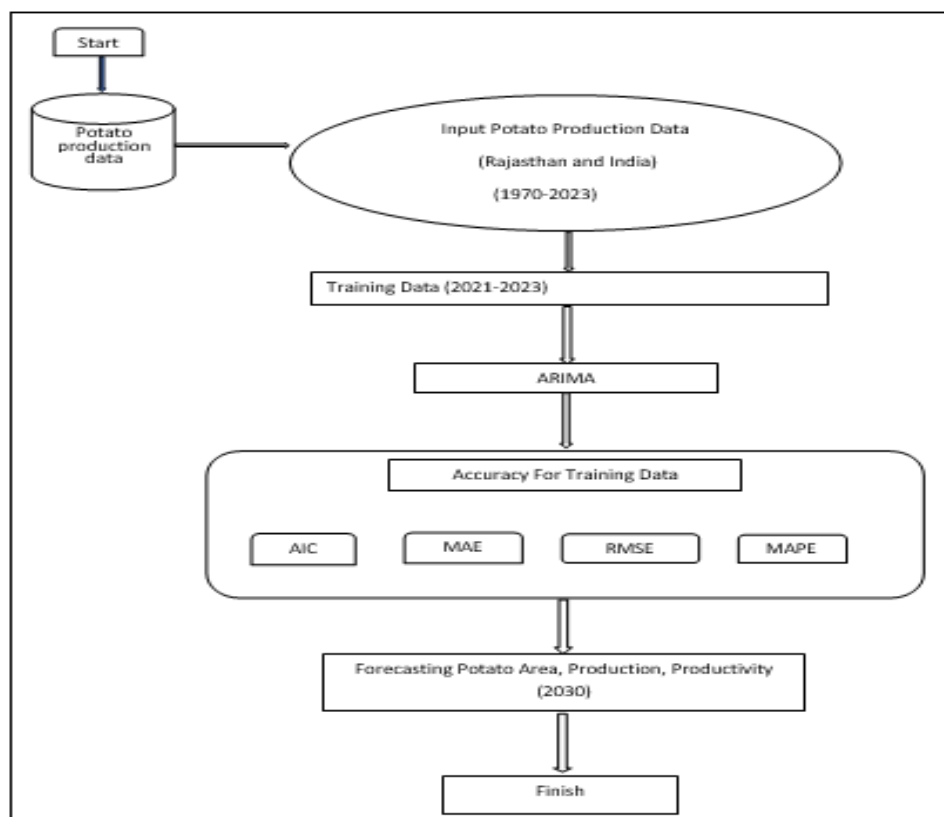 Start
Potato
production
data
Input Potato Production Data
(Rajasthan and India)
(1970-2023)
Training Data (2021-2023)
ARIMA
Accuracy For Training Data
AIC
MAE
RMSE
MAPE
Forecasting Potato Area, Production, Productivity
(2030)
Finish